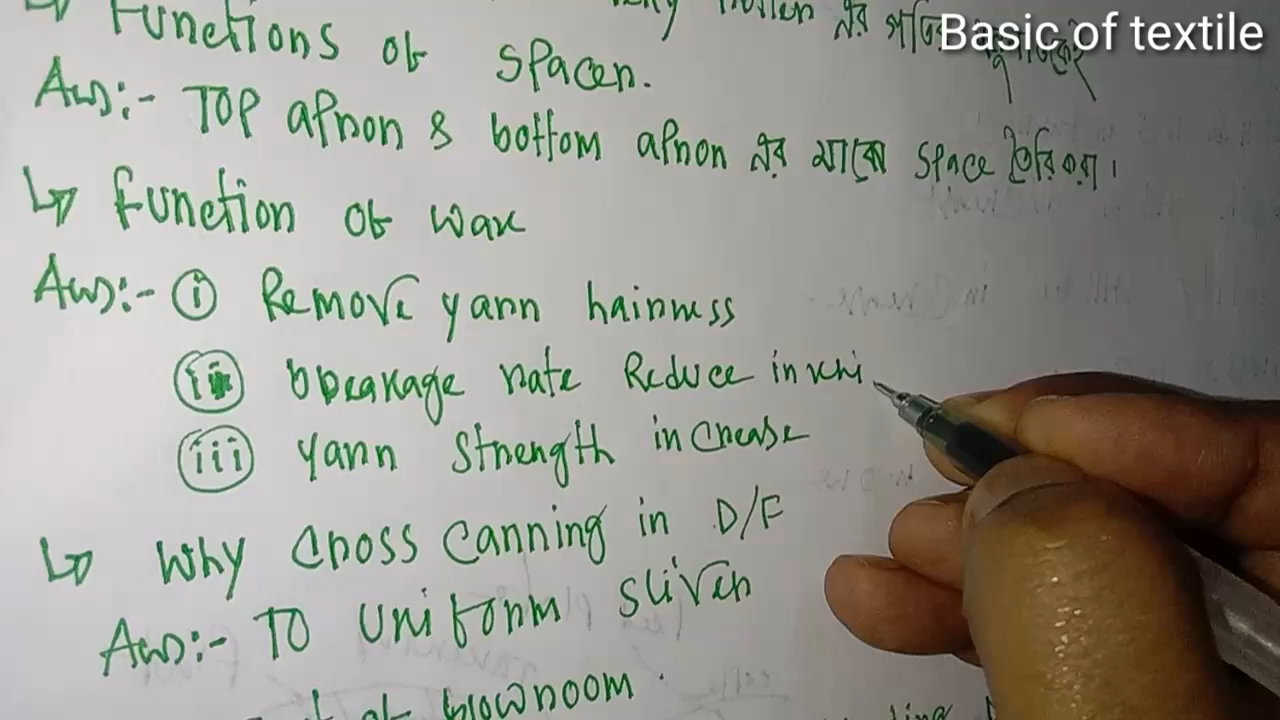 Basic of textile
Functions of spacer.
Ans:- TOP apron & bottom apron এর মাঝে space তৈরি করা।
↳ function of wax
Ans:- (i) Remove yarn hairiness
(ii) breakage rate Reduce in
(iii) yarn strength increase
↳ Why cross canning in D/F
Ans:- TO uniform sliver
of blowroom